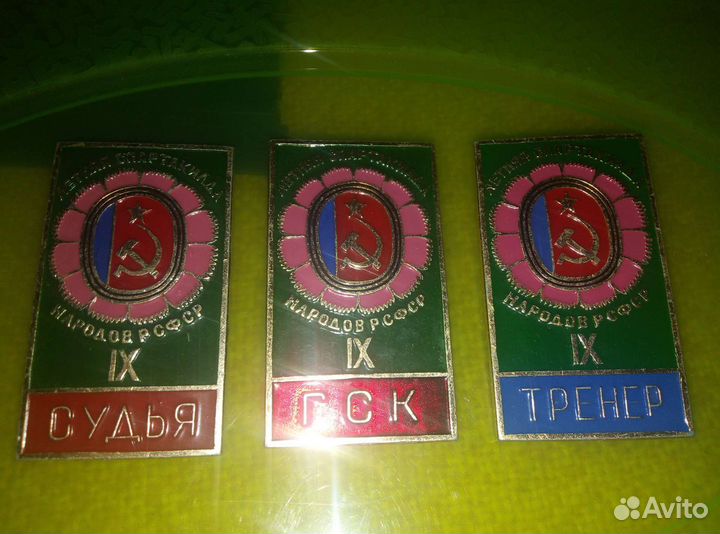 ЛЕТНЯЯ СПАРТАКИАДА
НАРОДОВ РСФСР
IX
СУДЬЯ
ЛЕТНЯЯ СПАРТАКИАДА
НАРОДОВ РСФСР
IX
ГСК
ЛЕТНЯЯ СПАРТАКИАДА
НАРОДОВ РСФСР
IX
ТРЕНЕР
Avito